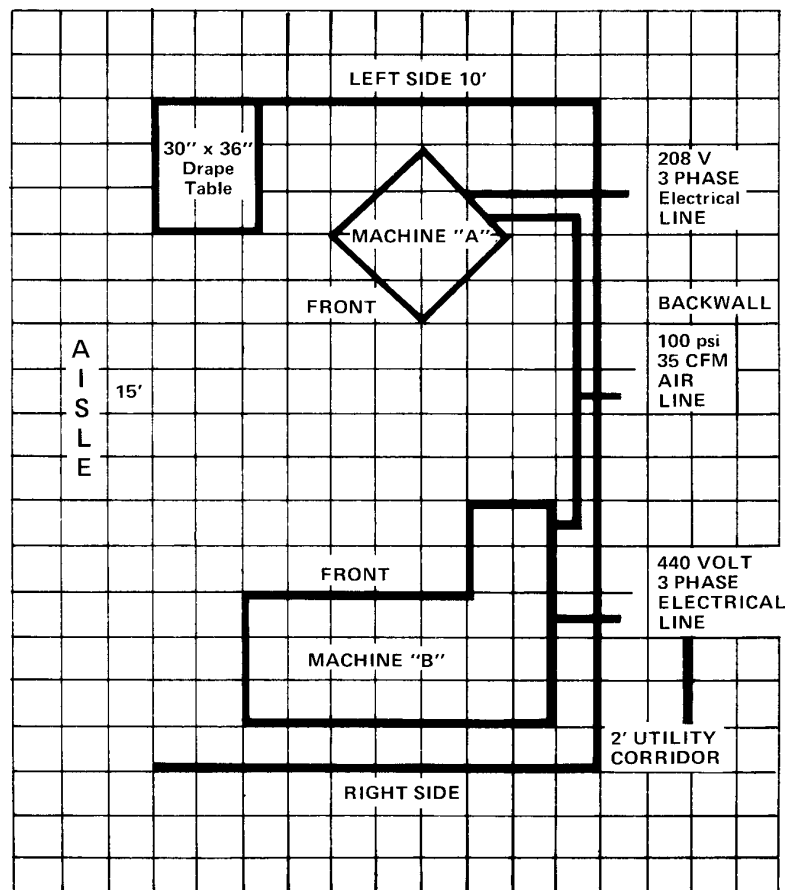 LEFT SIDE 10'
30" x 36"
Drape
Table
208 V
3 PHASE
Electrical
LINE
MACHINE "A"
FRONT
BACKWALL
100 psi
35 CFM
AIR
LINE
A
I
S
L
E
15'
FRONT
440 VOLT
3 PHASE
ELECTRICAL
LINE
MACHINE "B"
2' UTILITY
CORRIDOR
RIGHT SIDE